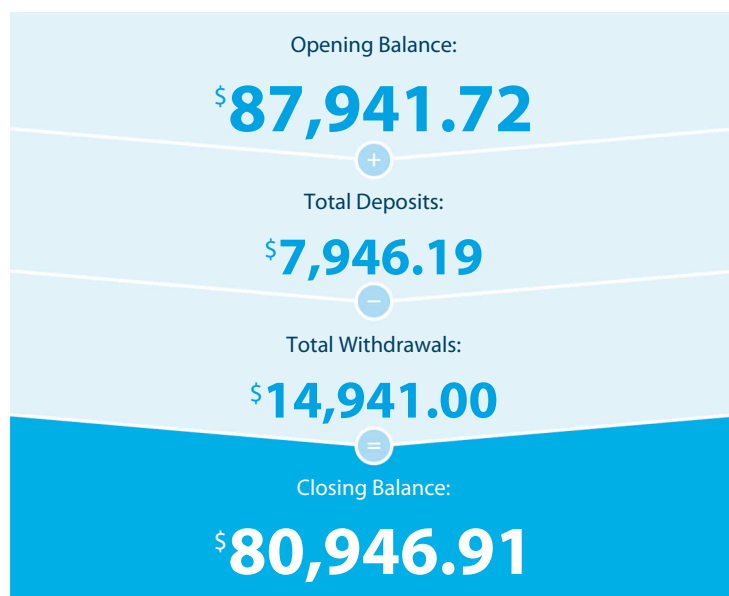 Opening Balance:
$87,941.72
+
Total Deposits:
$7,946.19
−
Total Withdrawals:
$14,941.00
=
Closing Balance:
$80,946.91